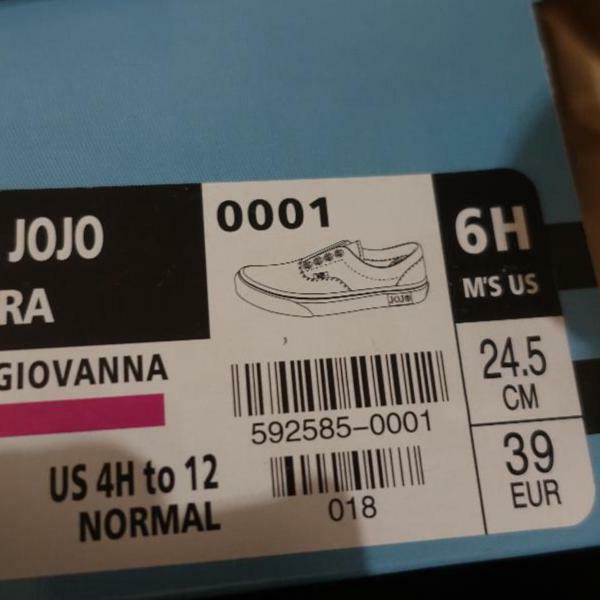 JOJO
RA
GIOVANNA
US 4H to 12
NORMAL
0001
JOJO
592585-0001
018
6H
M'S US
24.5
CM
39
EUR